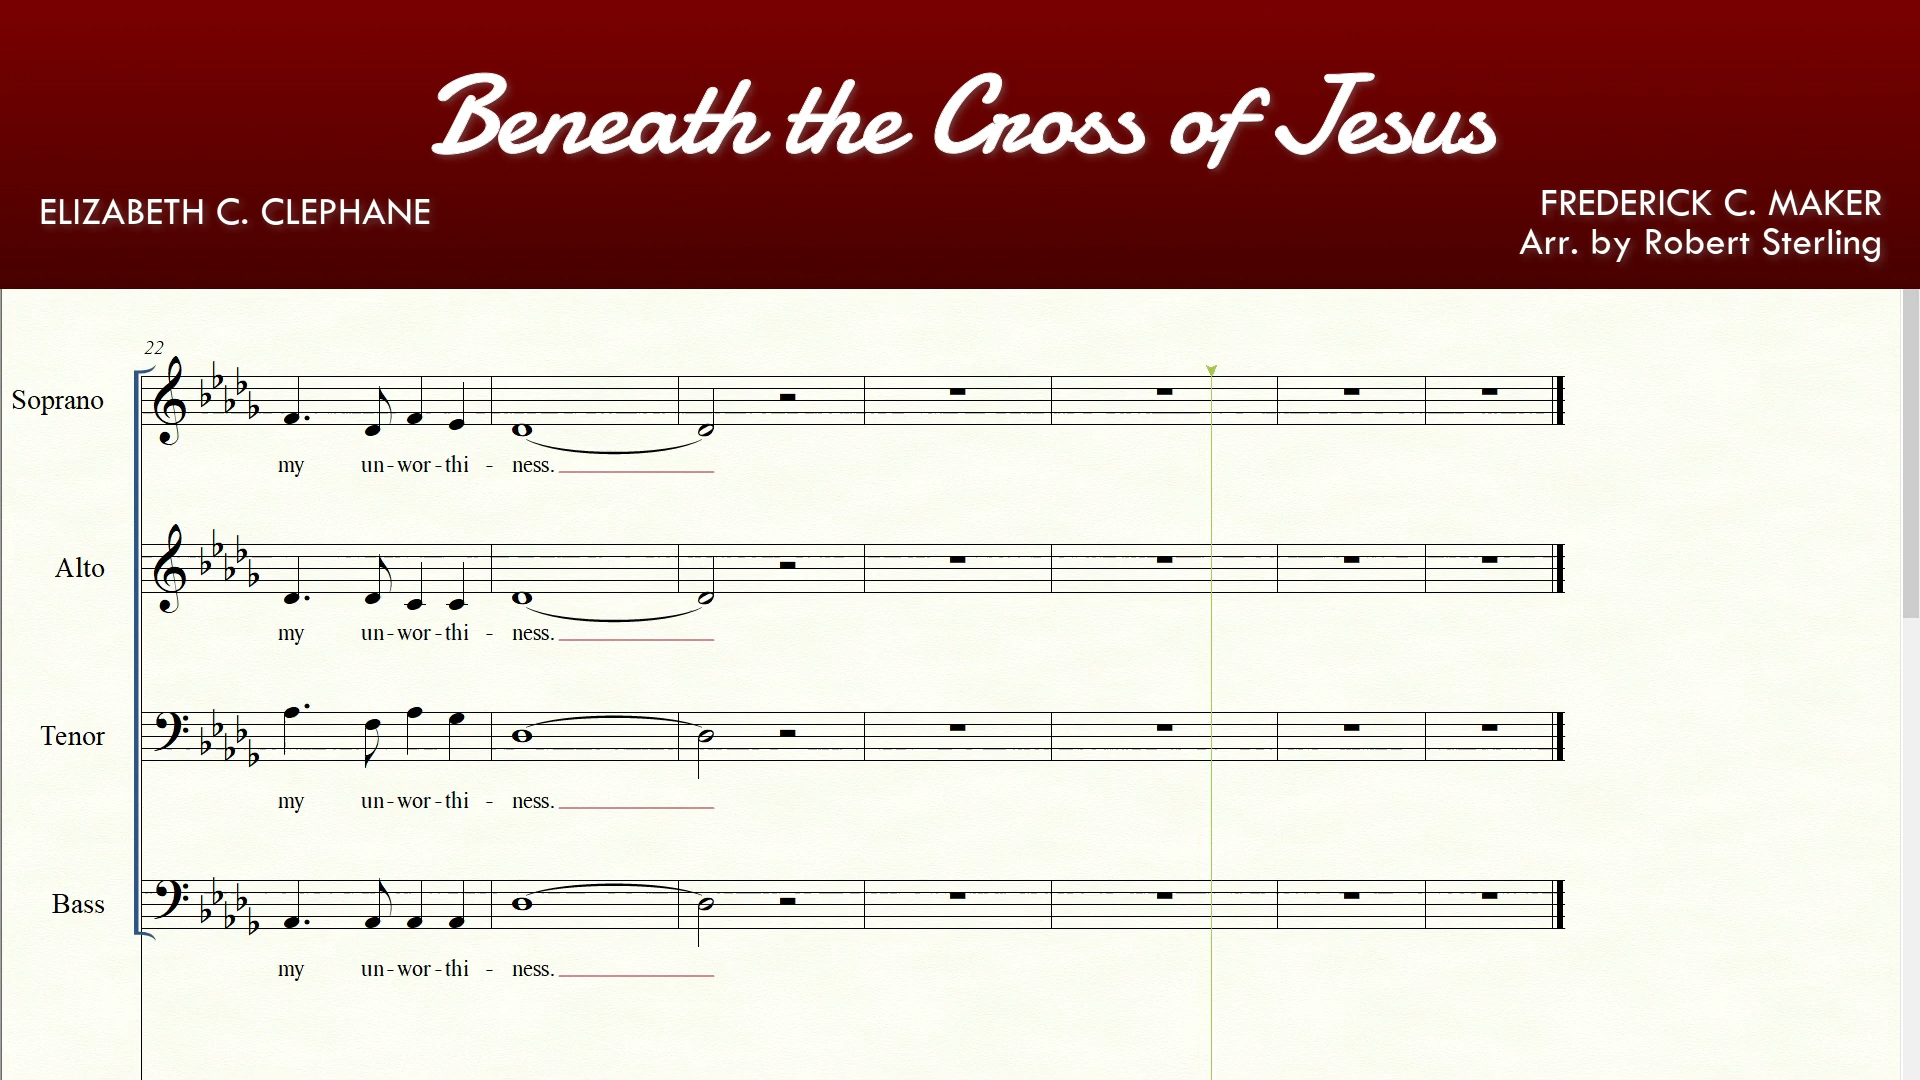 Beneath the Cross of Jesus
ELIZABETH C. CLEPHANE
FREDERICK C. MAKER
Arr. by Robert Sterling
22
Soprano
my un - wor - thi - ness.
Alto
my un - wor - thi - ness.
Tenor
my un - wor - thi - ness.
Bass
my un - wor - thi - ness.